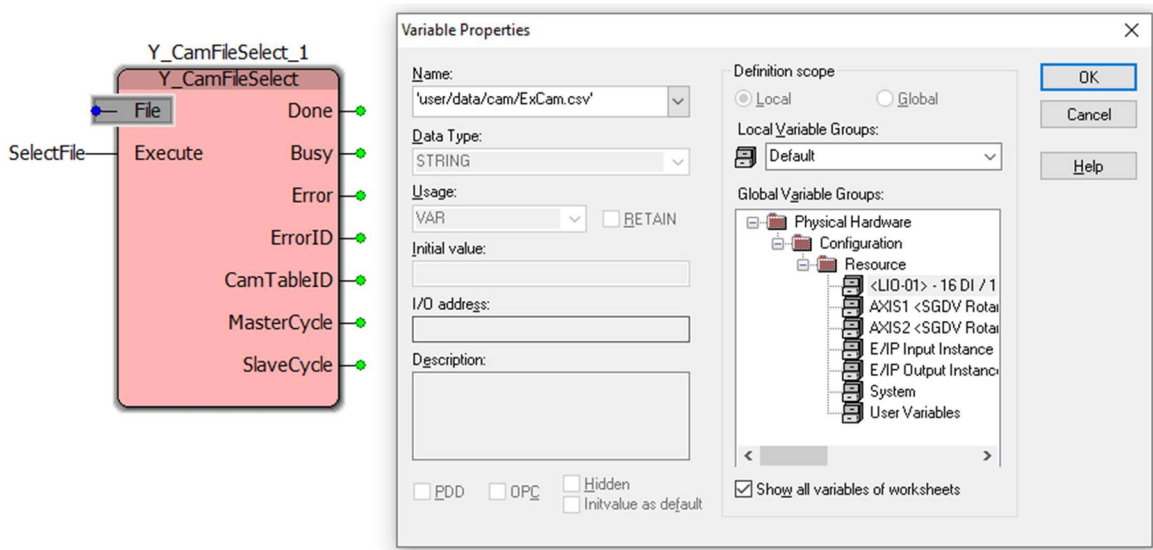 Y_CamFileSelect_1
Y_CamFileSelect
File
Done
SelectFile
Execute
Busy
Error
ErrorID
CamTableID
MasterCycle
SlaveCycle
Variable Properties
Name:
'user/data/cam/ExCam.csv'
Data Type:
STRING
Usage:
VAR
RETAIN
Initial value:
I/O address:
Description:
PDD
OPC
Hidden
Initvalue as default
Definition scope
Local
Global
Local Variable Groups:
Default
Global Variable Groups:
Physical Hardware
Configuration
Resource
<LIO-01> - 16 DI / 1
AXIS1 <SGDV Rota
AXIS2 <SGDV Rota
E/IP Input Instance
E/IP Output Instanc
System
User Variables
Show all variables of worksheets
OK
Cancel
Help